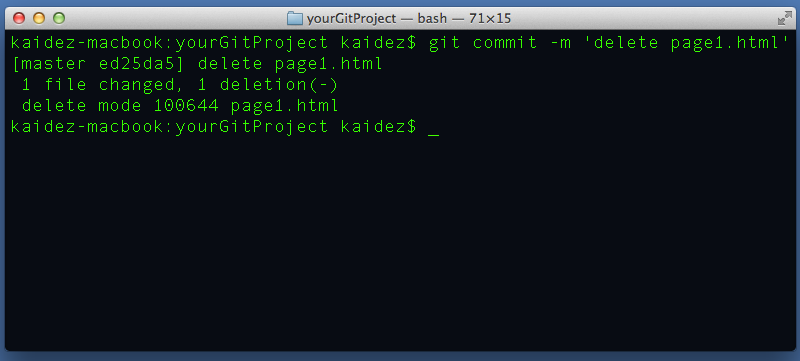 yourGitProject — bash — 71×15
kaidez-macbook:yourGitProject kaidez$ git commit -m 'delete page1.html'
[master ed25da5] delete page1.html
 1 file changed, 1 deletion(-)
 delete mode 100644 page1.html
kaidez-macbook:yourGitProject kaidez$ _